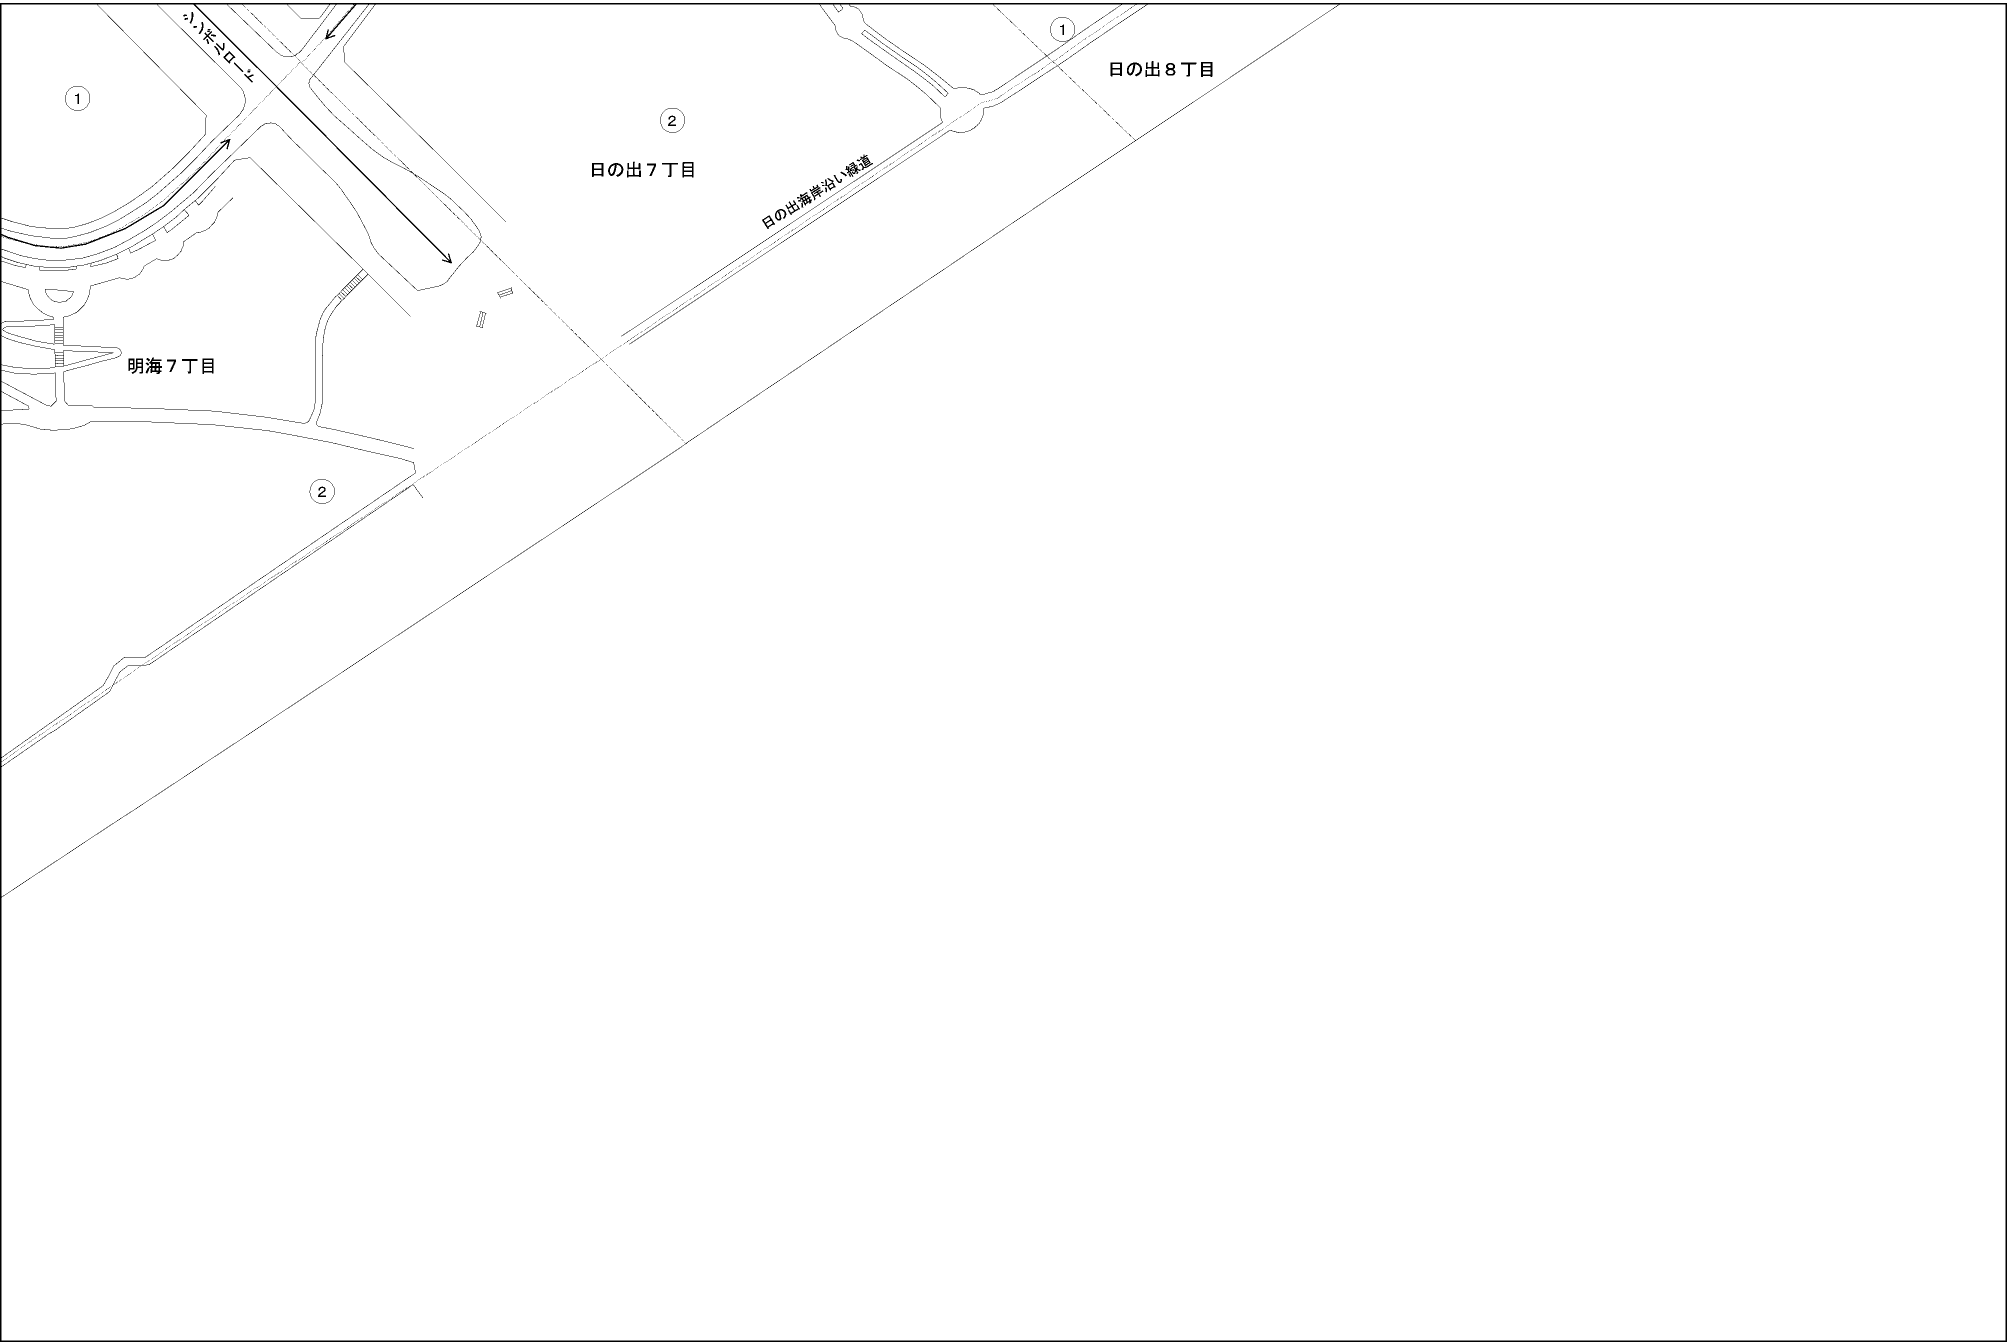 シンボルロード
①
日の出８丁目
①
②
日の出７丁目
日の出海岸沿い緑道
明海７丁目
②